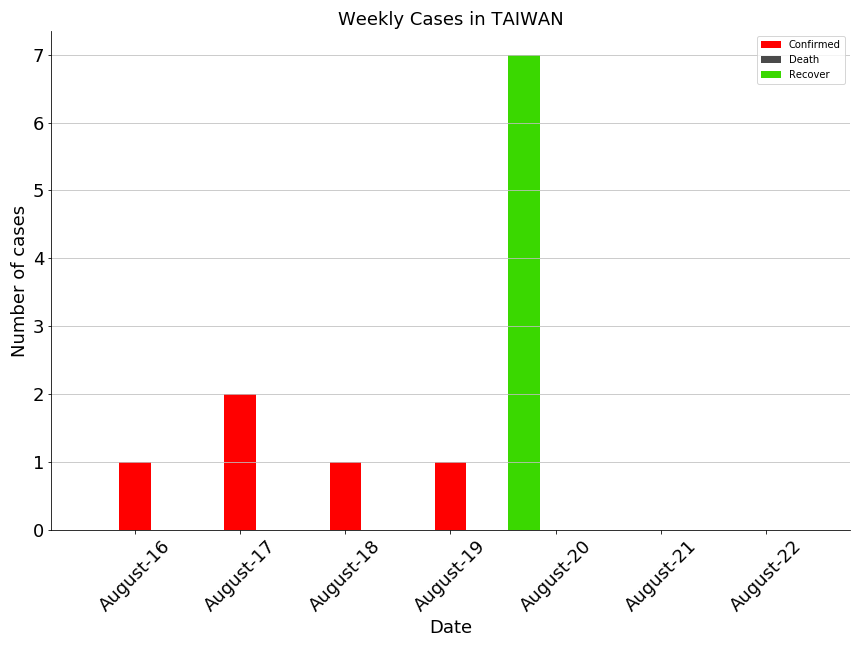 Weekly Cases in TAIWAN
Confirmed
Death
Recover
Number of cases
7
6
5
4
3
2
1
0
August-16
August-17
August-18
August-19
August-20
August-21
August-22
Date